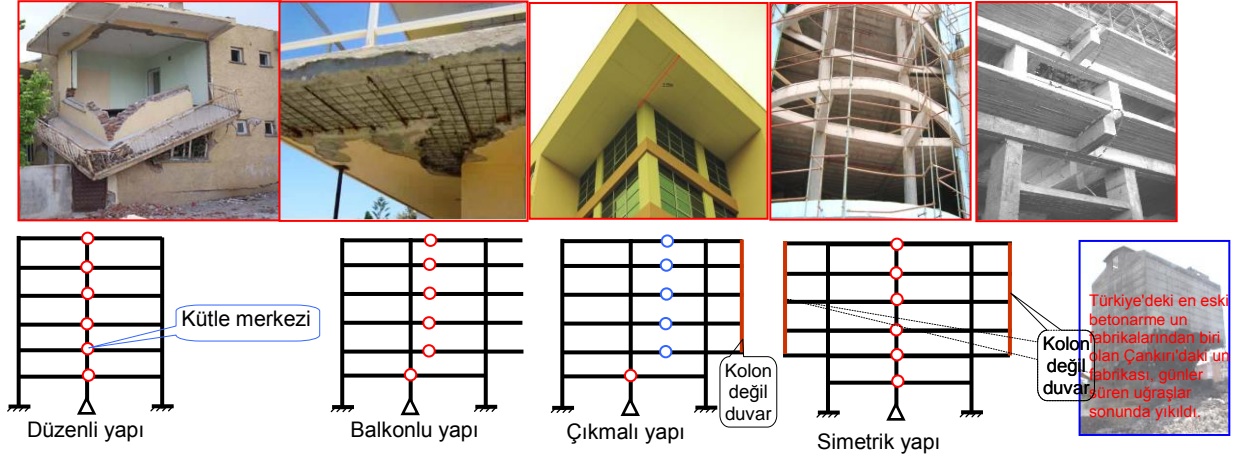 Kütle merkezi
Kolon
değil
duvar
Kolon
değil
duvar
Türkiye'deki en eski
betonarme un
fabrikalarından biri
olan Çankırı'daki un
fabrikası, günler
süren uğraşlar
sonunda yıkıldı.
Düzenli yapı
Balkonlu yapı
Çıkmalı yapı
Simetrik yapı